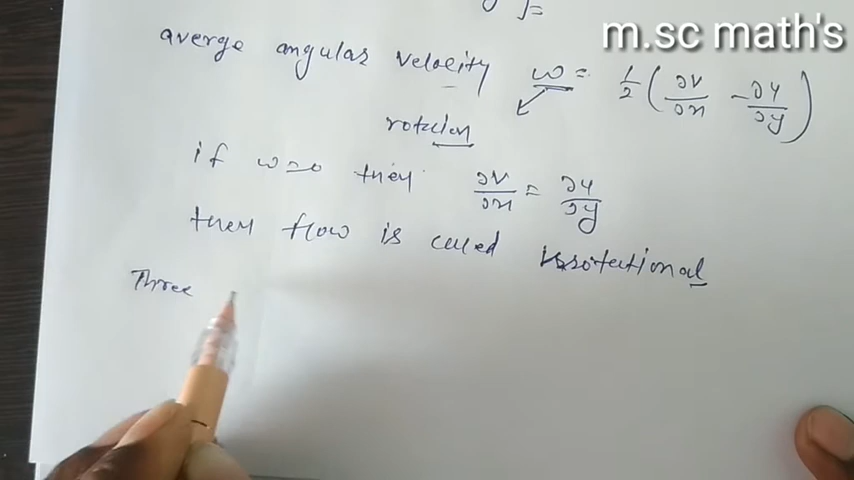 m.sc math's
averge angular velocity ω = 1/2 (∂v/∂x - ∂u/∂y)
rotation
if ω = 0 then ∂v/∂x = ∂u/∂y
then flow is called irrotational
Three